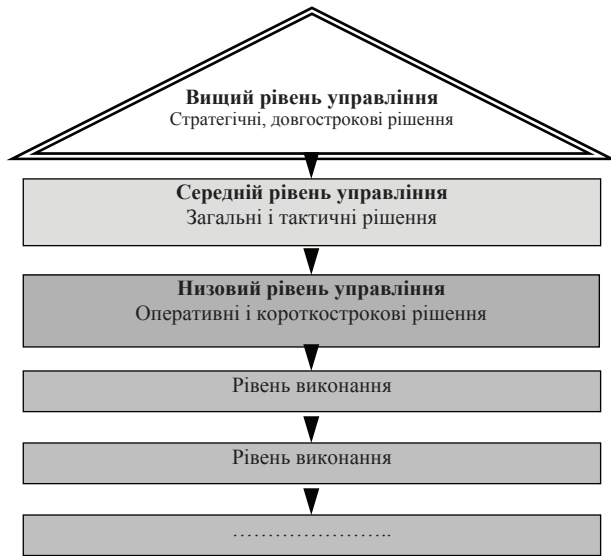 Вищий рівень управління
Стратегічні, довгострокові рішення
Середній рівень управління
Загальні і тактичні рішення
Низовий рівень управління
Оперативні і короткострокові рішення
Рівень виконання
Рівень виконання
…………………..